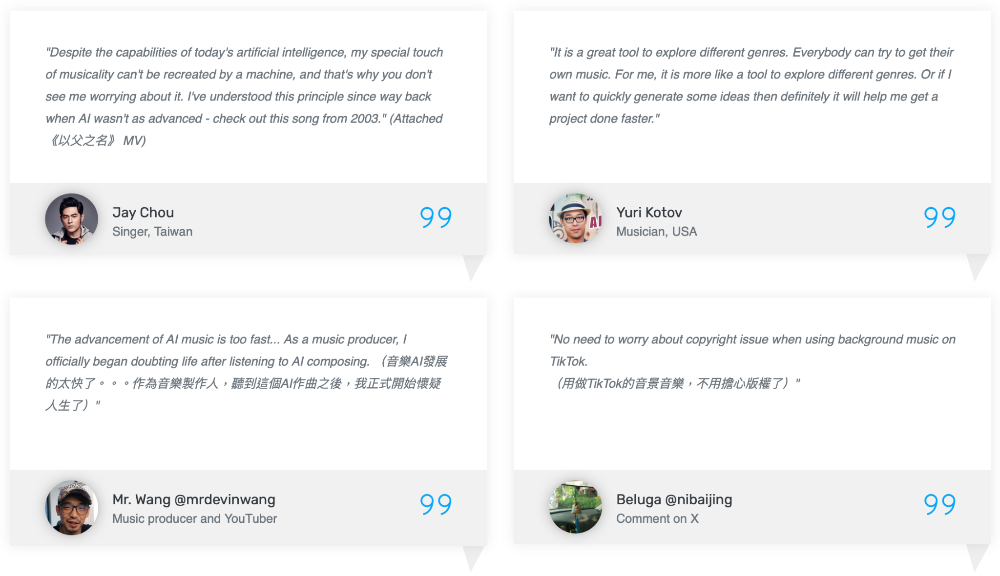 "Despite the capabilities of today's artificial intelligence, my special touch
of musicality can't be recreated by a machine, and that's why you don't
see me worrying about it. I've understood this principle since way back
when AI wasn't as advanced - check out this song from 2003." (Attached
《以父之名》 MV)
Jay Chou
Singer, Taiwan
"It is a great tool to explore different genres. Everybody can try to get their
own music. For me, it is more like a tool to explore different genres. Or if I
want to quickly generate some ideas then definitely it will help me get a
project done faster."
AI
Yuri Kotov
Musician, USA
"The advancement of AI music is too fast... As a music producer, I
officially began doubting life after listening to AI composing. （音樂AI發展
的太快了。。。作為音樂製作人，聽到這個AI作曲之後，我正式開始懷疑
人生了）"
Mr. Wang @mrdevinwang
Music producer and YouTuber
"No need to worry about copyright issue when using background music on
TikTok.
（用做TikTok的音景音樂，不用擔心版權了）"
Beluga @nibaijing
Comment on X